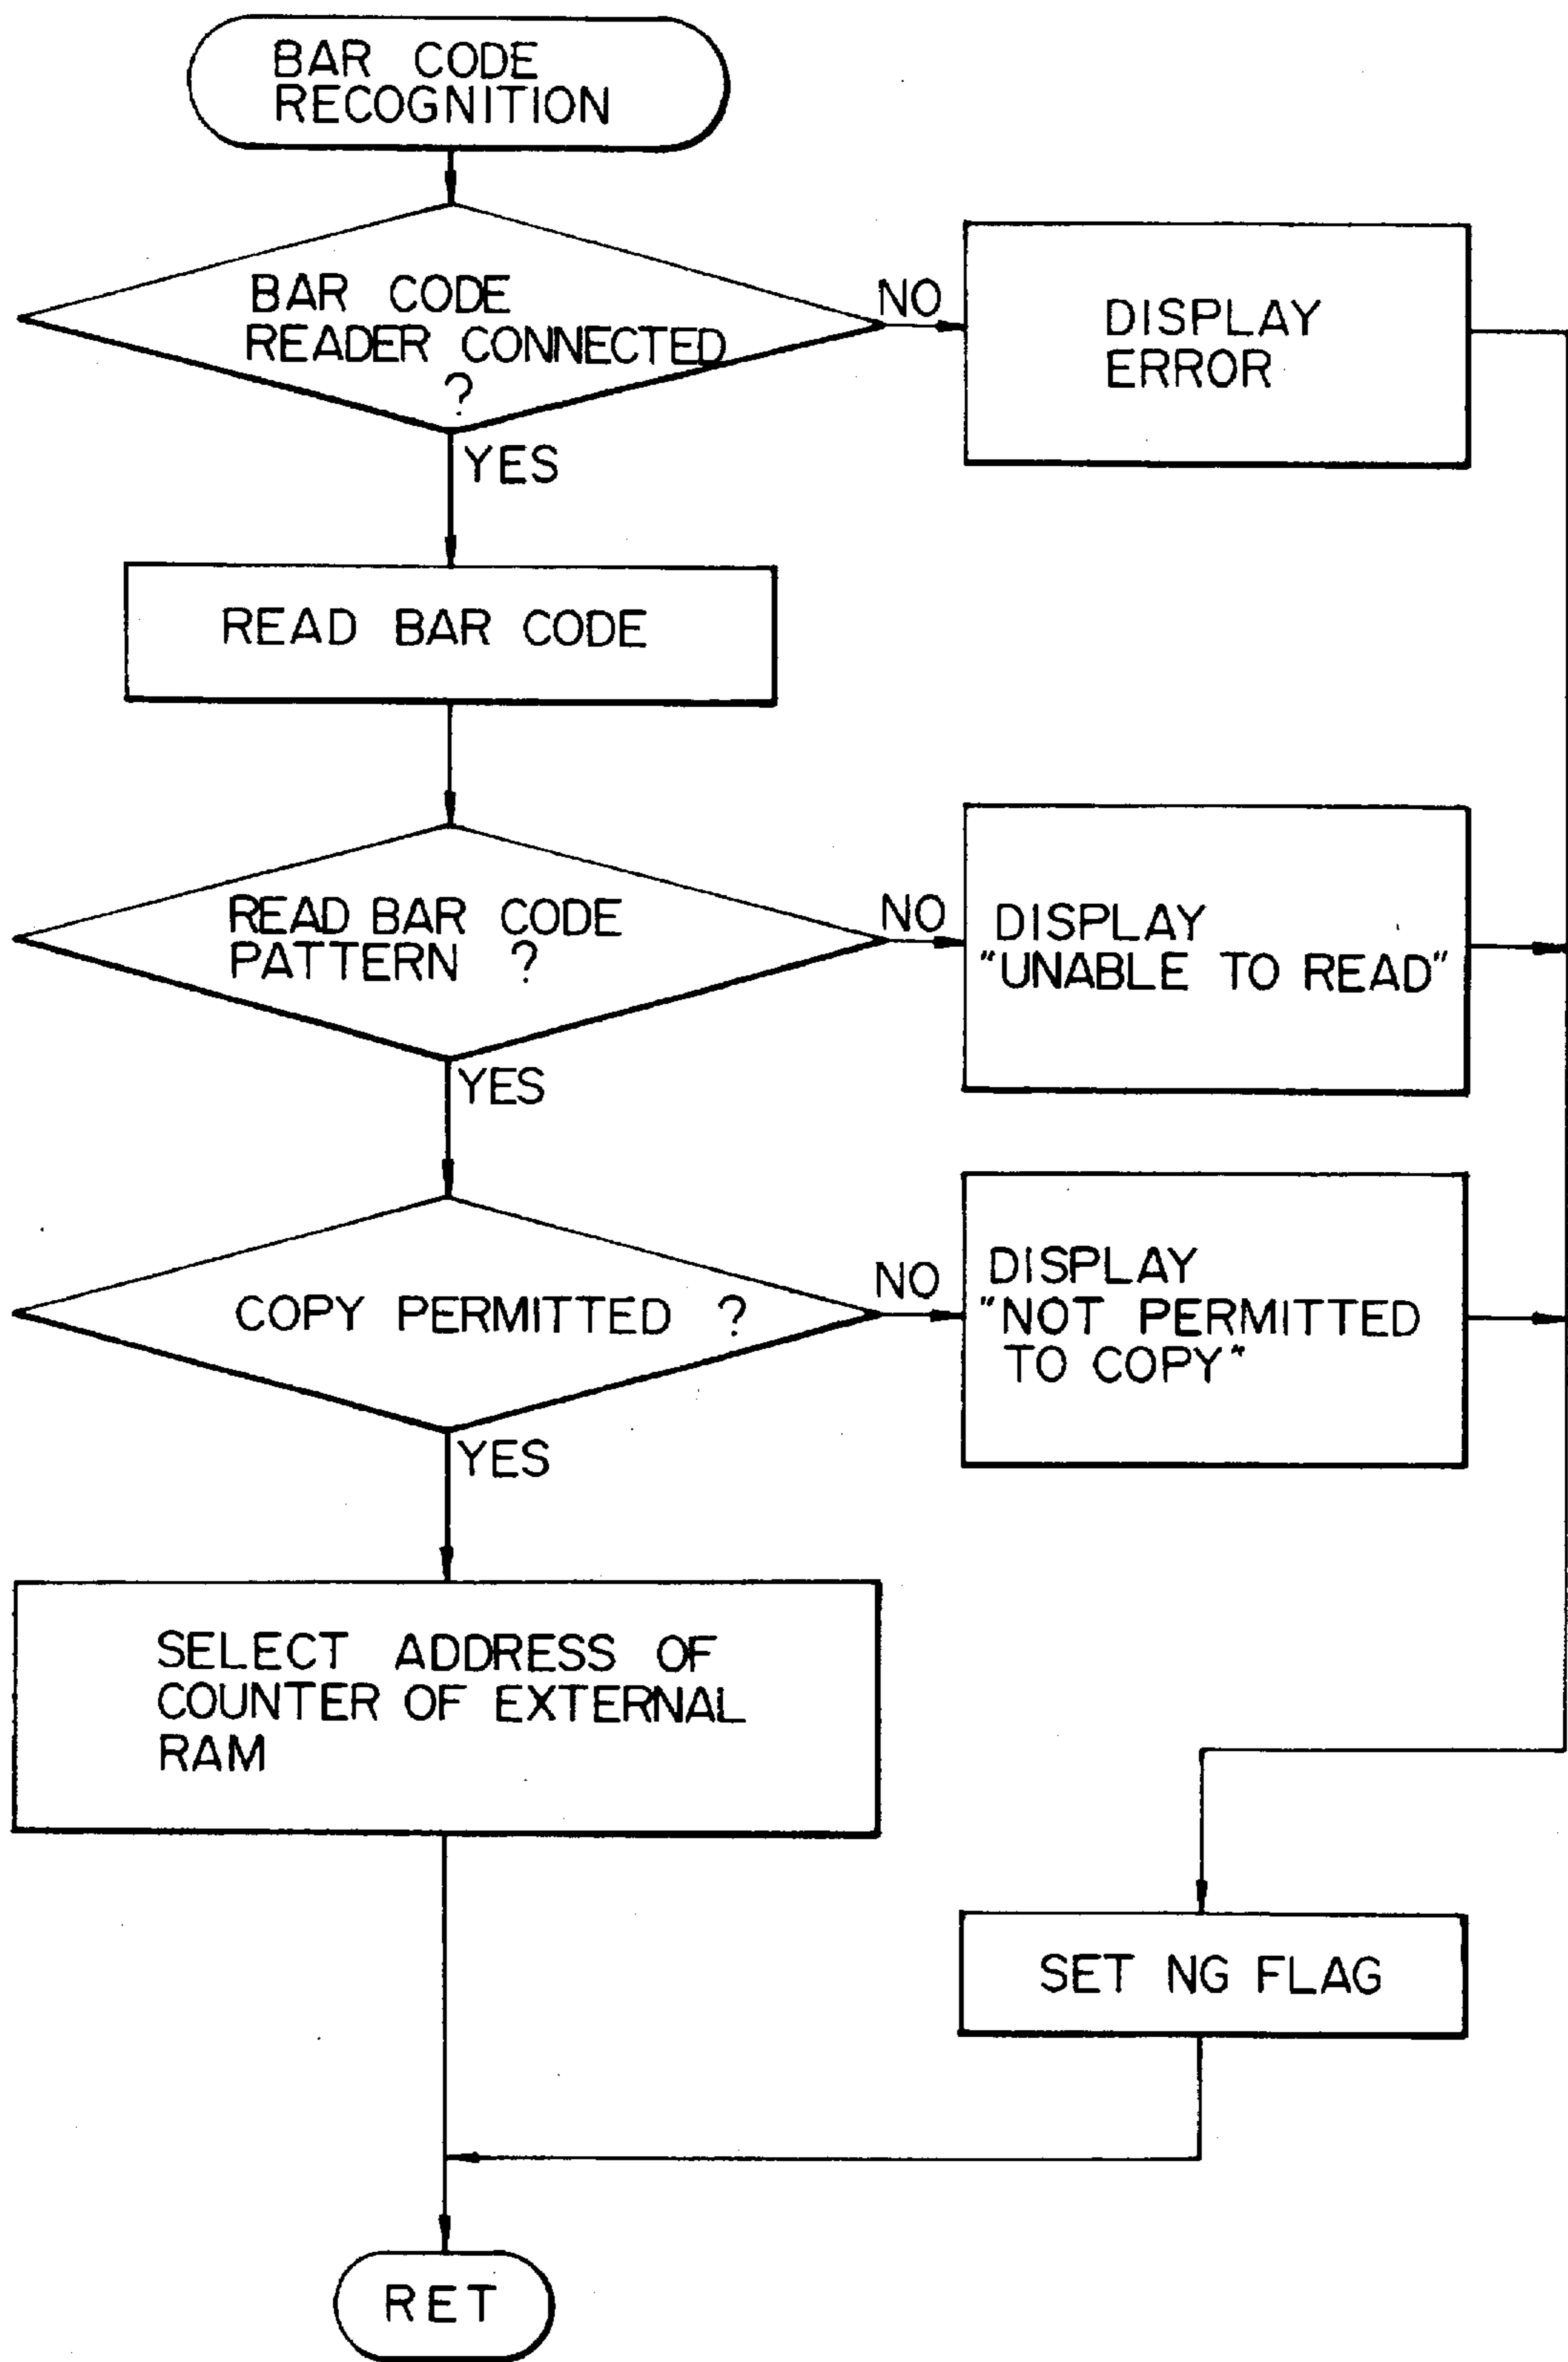 BAR CODE
RECOGNITION
BAR CODE
READER CONNECTED
?
NO
DISPLAY
ERROR
YES
READ BAR CODE
READ BAR CODE
PATTERN ?
NO
DISPLAY
"UNABLE TO READ"
YES
COPY PERMITTED ?
NO
DISPLAY
"NOT PERMITTED
TO COPY"
YES
SELECT ADDRESS OF
COUNTER OF EXTERNAL
RAM
SET NG FLAG
RET